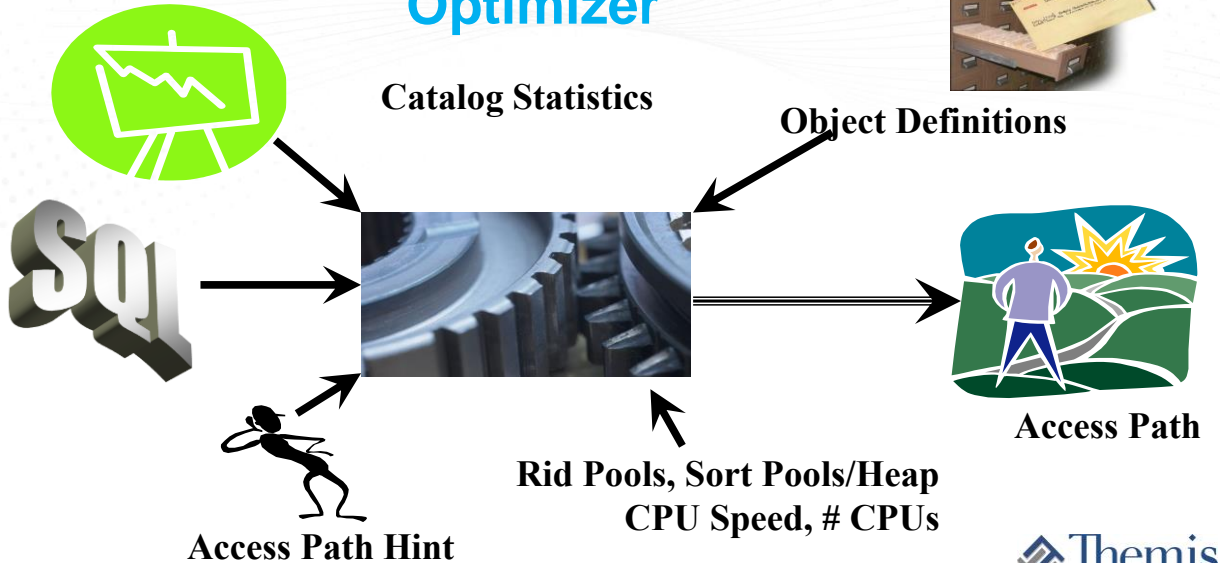 Optimizer
Catalog Statistics
Object Definitions
SQL
Access Path
Rid Pools, Sort Pools/Heap
CPU Speed, # CPUs
Access Path Hint
Themis